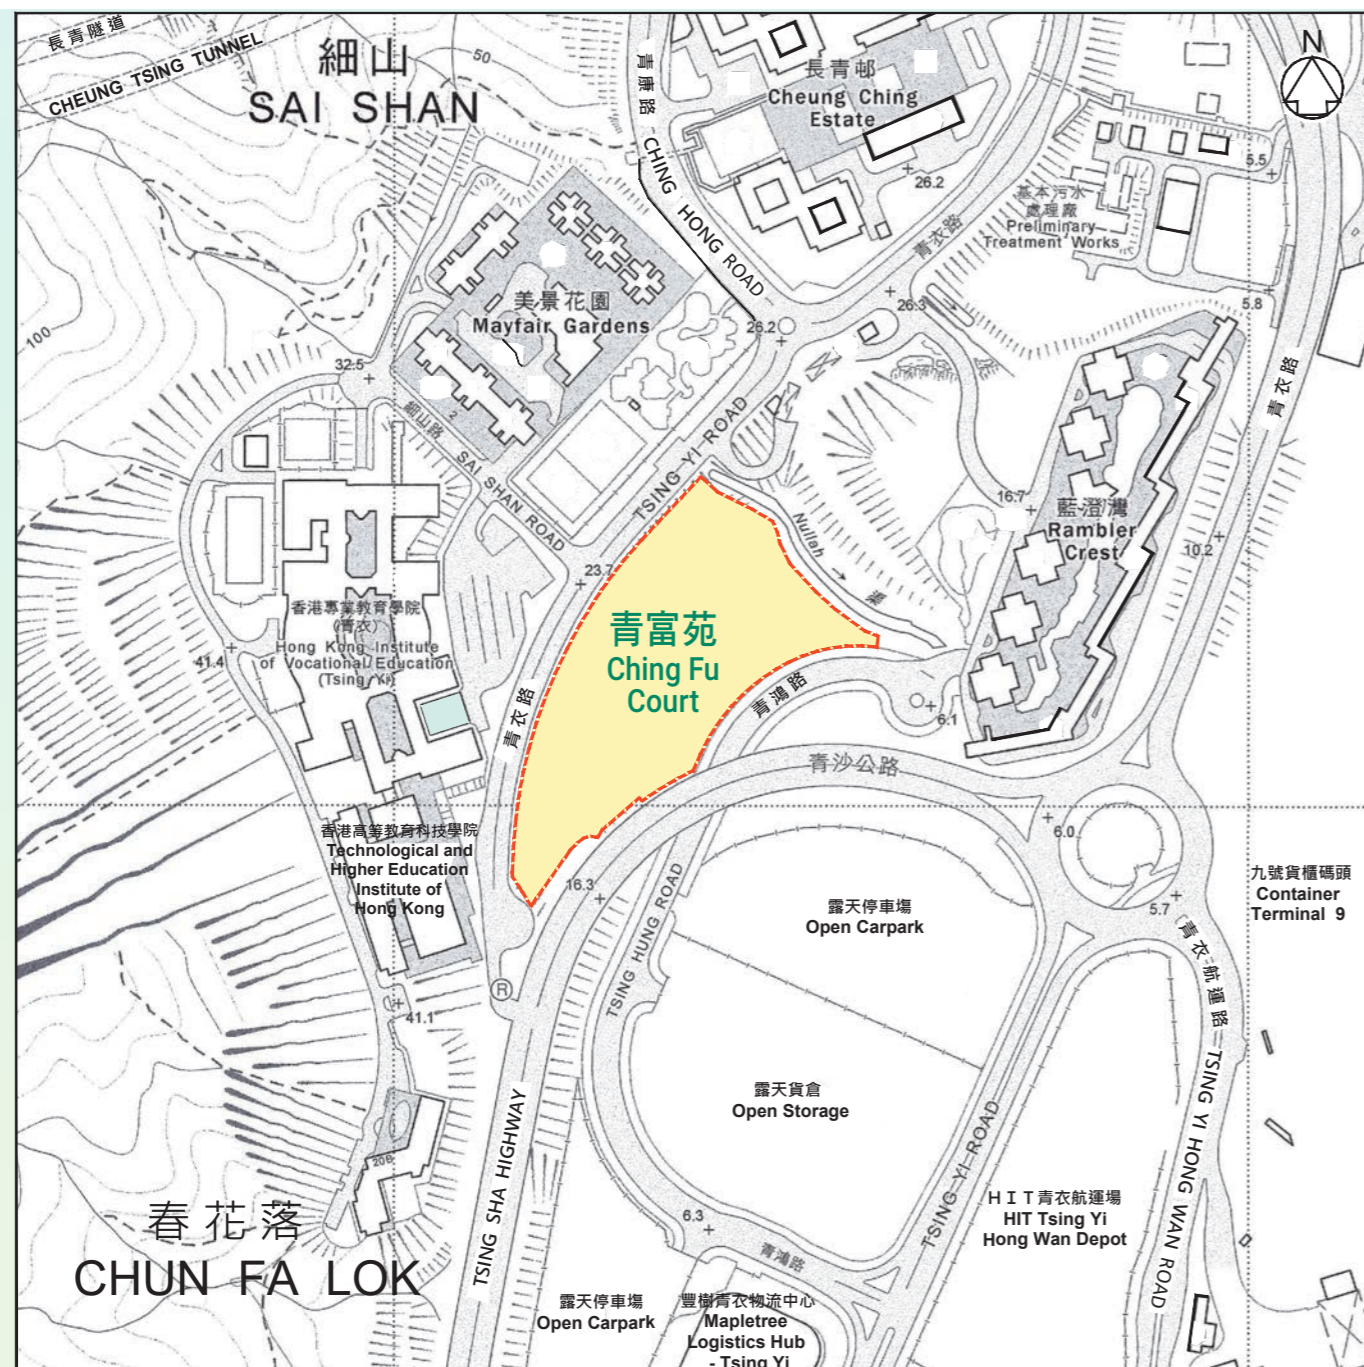 長青隧道
CHEUNG TSING TUNNEL
細山
SAI SHAN
50
青康路
CHING HONG ROAD
長青邨
Cheung Ching
Estate
N
26.2
5.5
基本污水
處理廠
Preliminary
Treatment Works
青衣路
美景花園
Mayfair Gardens
26.2
26.3
5.8
100
32.5
青衣路
細山路
2
SAI SHAN ROAD
TSING YI ROAD
16.7
藍澄灣
Rambler
Crest
10.2
Nullah
渠
23.7
青富苑
Ching Fu
Court
香港專業教育學院
(青衣)
Hong Kong Institute
of Vocational Education
(Tsing Yi)
41.4
青衣路
青鴻路
6.1
青沙公路
香港高等教育科技學院
Technological and
Higher Education
Institute of
Hong Kong
16.3
TSING HUNG ROAD
6.0
露天停車塲
Open Carpark
5.7
九號貨櫃碼頭
Container
Terminal 9
R
41.1
青衣航運路
TSING YI HONG WAN ROAD
露天貨倉
Open Storage
TSING SHA HIGHWAY
TSING YI ROAD
20B
春花落
CHUN FA LOK
6.3
青鴻路
HIT青衣航運場
HIT Tsing Yi
Hong Wan Depot
露天停車塲
Open Carpark
豐樹青衣物流中心
Mapletree
Logistics Hub
- Tsing Yi